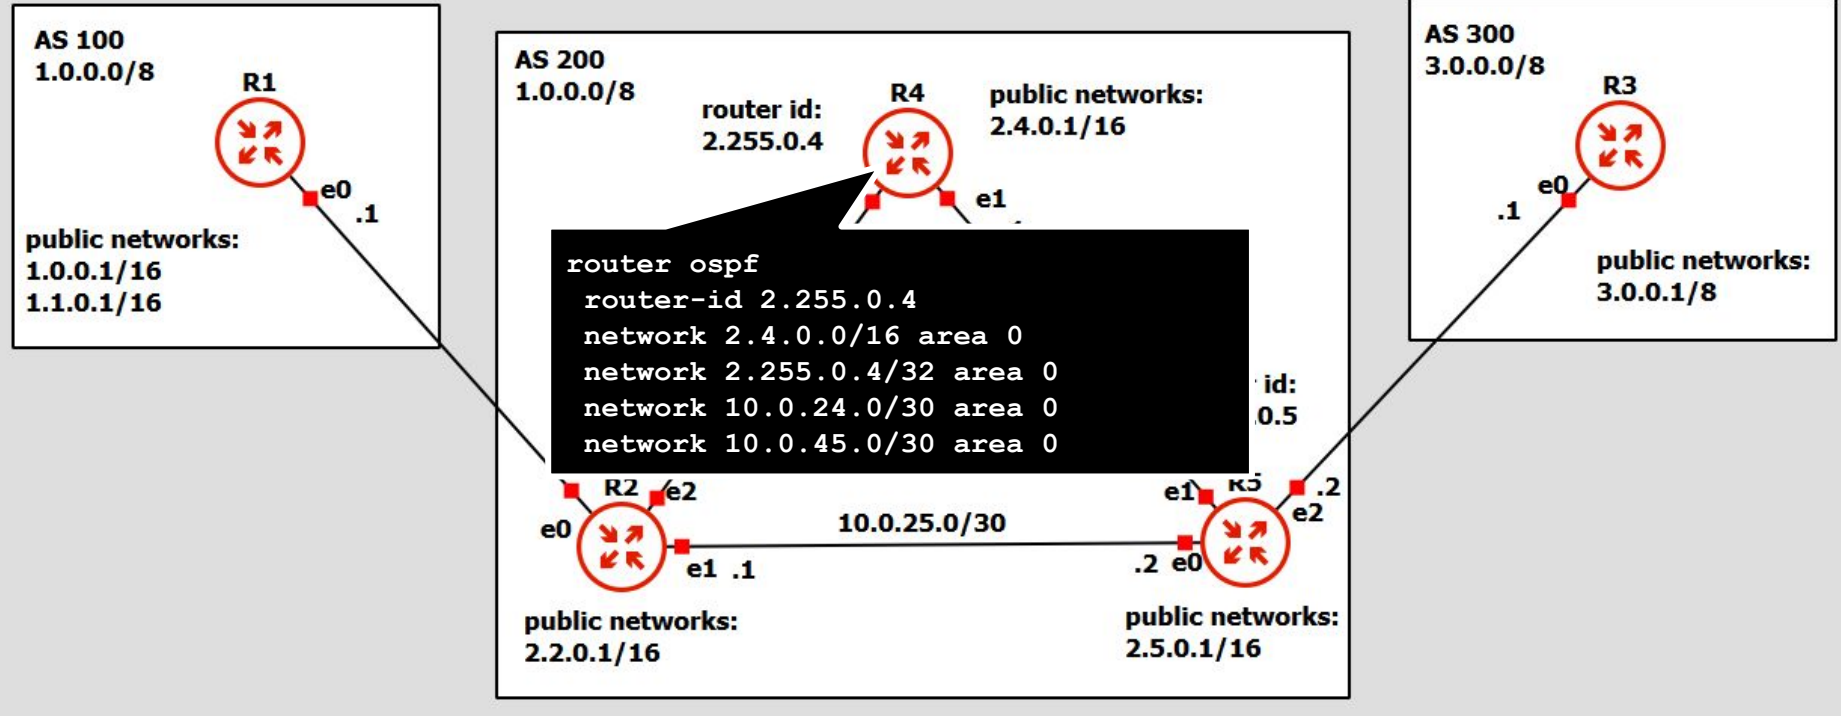 AS 100
1.0.0.0/8
R1
e0
.1
public networks:
1.0.0.1/16
1.1.0.1/16
AS 200
1.0.0.0/8
router id:
2.255.0.4
R4
public networks:
2.4.0.1/16
e1
router ospf
router-id 2.255.0.4
network 2.4.0.0/16 area 0
network 2.255.0.4/32 area 0
network 10.0.24.0/30 area 0
network 10.0.45.0/30 area 0
id:
.0.5
R2
e2
e0
e1 .1
10.0.25.0/30
e1
R5
.2
e2
.2 e0
public networks:
2.2.0.1/16
public networks:
2.5.0.1/16
AS 300
3.0.0.0/8
R3
e0
.1
public networks:
3.0.0.1/8